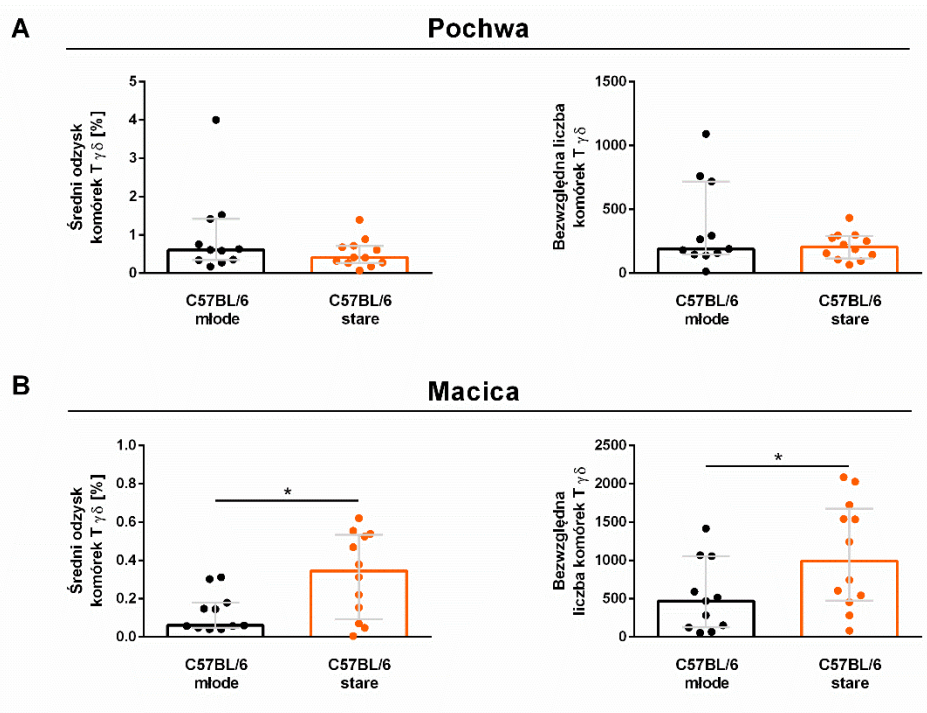 A
Pochwa
Średni odzysk
komórek T γδ [%]
5
4
3
2
1
0
C57BL/6
młode
C57BL/6
stare
Bezwzględna liczba
komórek T γδ
1500
1000
500
0
C57BL/6
młode
C57BL/6
stare
B
Macica
Średni odzysk
komórek T γδ [%]
1.0
0.8
0.6
0.4
0.2
0.0
*
C57BL/6
młode
C57BL/6
stare
Bezwzględna
liczba komórek T γδ
2500
2000
1500
1000
500
0
*
C57BL/6
młode
C57BL/6
stare